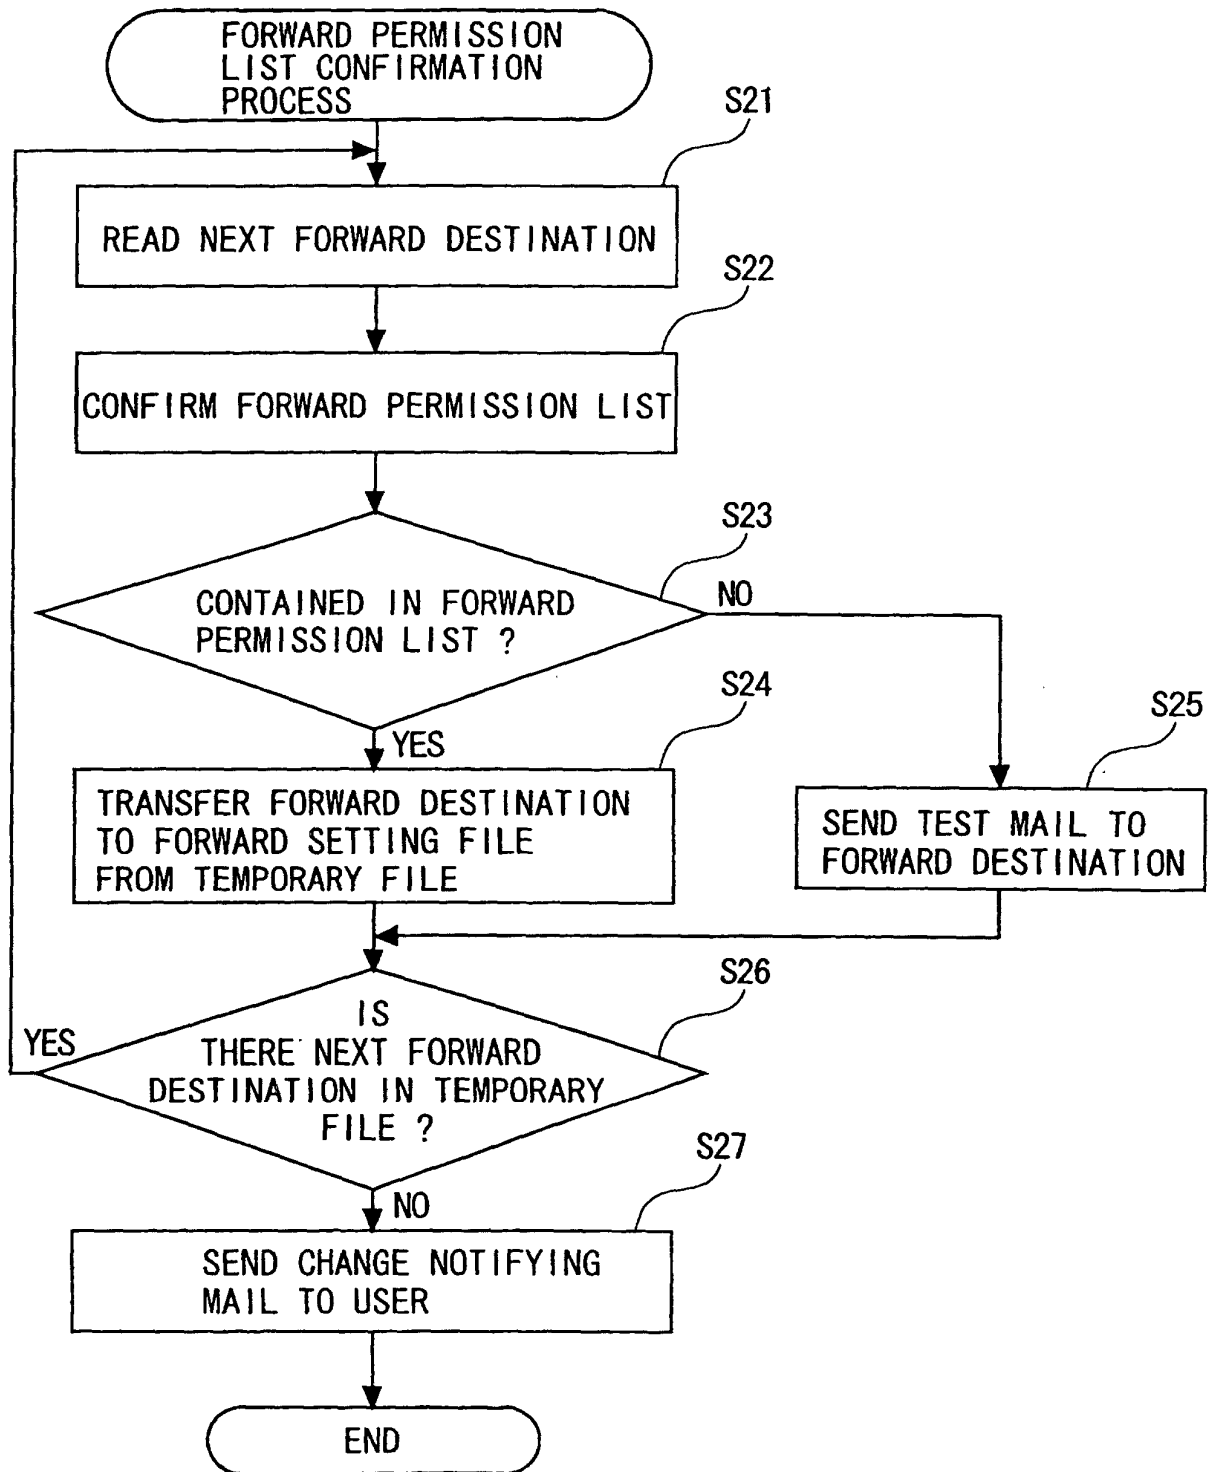 FORWARD PERMISSION
LIST CONFIRMATION
PROCESS
S21
READ NEXT FORWARD DESTINATION
S22
CONFIRM FORWARD PERMISSION LIST
S23
CONTAINED IN FORWARD
PERMISSION LIST ?
NO
YES
S24
TRANSFER FORWARD DESTINATION
TO FORWARD SETTING FILE
FROM TEMPORARY FILE
S25
SEND TEST MAIL TO
FORWARD DESTINATION
S26
IS
THERE NEXT FORWARD
DESTINATION IN TEMPORARY
FILE ?
YES
NO
S27
SEND CHANGE NOTIFYING
MAIL TO USER
END